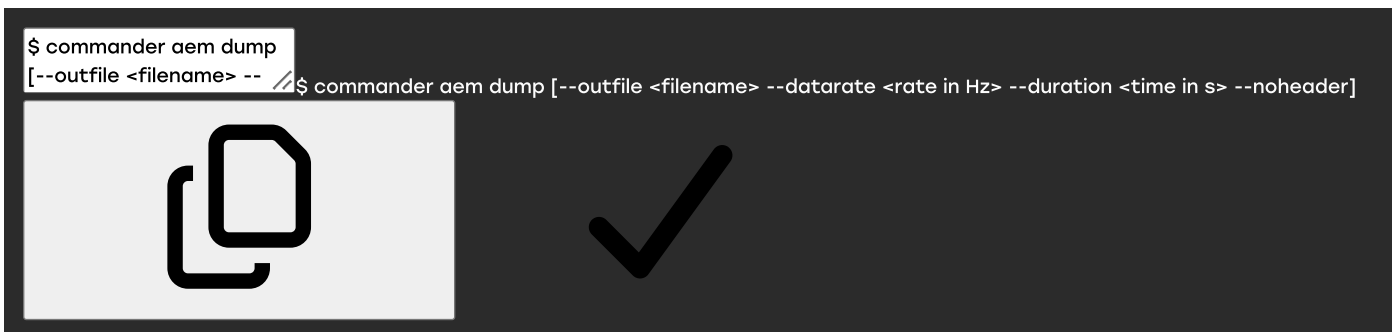 $ commander aem dump
[--outfile <filename> --
$ commander aem dump [--outfile <filename> --datarate <rate in Hz> --duration <time in s> --noheader]